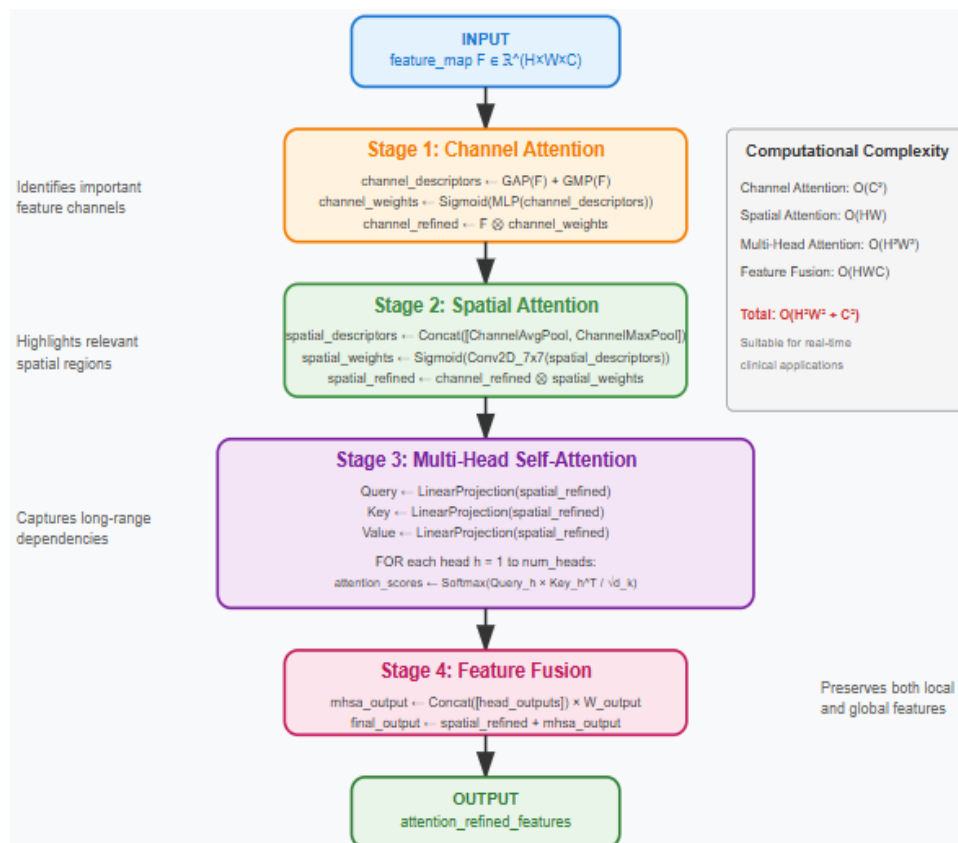 INPUT
feature_map F ∈ ℝ^(H×W×C)
Stage 1: Channel Attention
channel_descriptors ← GAP(F) + GMP(F)
channel_weights ← Sigmoid(MLP(channel_descriptors))
channel_refined ← F ⊗ channel_weights
Identifies important
feature channels
Computational Complexity
Channel Attention: O(C²)
Spatial Attention: O(HW)
Multi-Head Attention: O(H²W²)
Feature Fusion: O(HWC)
Total: O(H²W² + C²)
Suitable for real-time
clinical applications
Stage 2: Spatial Attention
spatial_descriptors ← Concat([ChannelAvgPool, ChannelMaxPool])
spatial_weights ← Sigmoid(Conv2D_7x7(spatial_descriptors))
spatial_refined ← channel_refined ⊗ spatial_weights
Highlights relevant
spatial regions
Stage 3: Multi-Head Self-Attention
Query ← LinearProjection(spatial_refined)
Key ← LinearProjection(spatial_refined)
Value ← LinearProjection(spatial_refined)
FOR each head h = 1 to num_heads:
attention_scores ← Softmax(Query_h × Key_h^T / √d_k)
Captures long-range
dependencies
Stage 4: Feature Fusion
mhsa_output ← Concat([head_outputs]) × W_output
final_output ← spatial_refined + mhsa_output
Preserves both local
and global features
OUTPUT
attention_refined_features